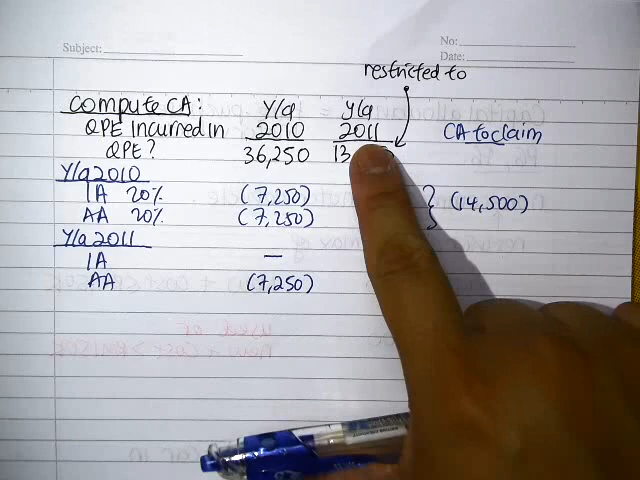 Subject:
No:
Date:
restricted to
Compute CA: Y/a Y/a
QPE incurred in 2010 2011 CA to claim
QPE? 36,250
Y/a 2010
IA 20% (7,250)
AA 20% (7,250) } (14,500)
Y/a 2011
IA —
AA (7,250)